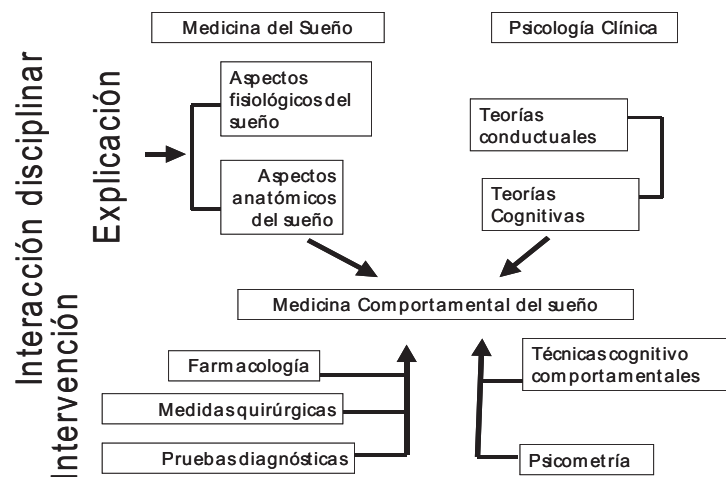 Medicina del Sueño
Psicología Clínica
Interacción disciplinar
Explicación
Aspectos
fisiológicos del
sueño
Teorías
conductuales
Aspectos
anatómicos
del sueño
Teorías
Cognitivas
Medicina Comportamental del sueño
Intervención
Farmacología
Técnicas cognitivo
comportamentales
Medidas quirúrgicas
Pruebas diagnósticas
Psicometría